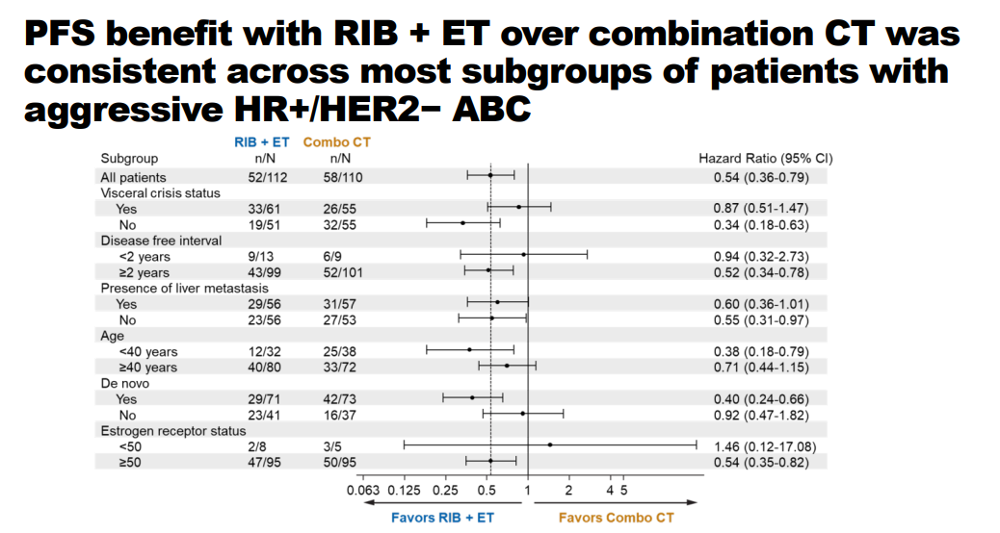 PFS benefit with RIB + ET over combination CT was
consistent across most subgroups of patients with
aggressive HR+/HER2− ABC
RIB + ET Combo CT
Subgroup n/N n/N Hazard Ratio (95% CI)
All patients 52/112 58/110 0.54 (0.36-0.79)
Visceral crisis status
Yes 33/61 26/55 0.87 (0.51-1.47)
No 19/51 32/55 0.34 (0.18-0.63)
Disease free interval
<2 years 9/13 6/9 0.94 (0.32-2.73)
≥2 years 43/99 52/101 0.52 (0.34-0.78)
Presence of liver metastasis
Yes 29/56 31/57 0.60 (0.36-1.01)
No 23/56 27/53 0.55 (0.31-0.97)
Age
<40 years 12/32 25/38 0.38 (0.18-0.79)
≥40 years 40/80 33/72 0.71 (0.44-1.15)
De novo
Yes 29/71 42/73 0.40 (0.24-0.66)
No 23/41 16/37 0.92 (0.47-1.82)
Estrogen receptor status
<50 2/8 3/5 1.46 (0.12-17.08)
≥50 47/95 50/95 0.54 (0.35-0.82)
0.063 0.125 0.25 0.5 1 2 4 5
Favors RIB + ET Favors Combo CT